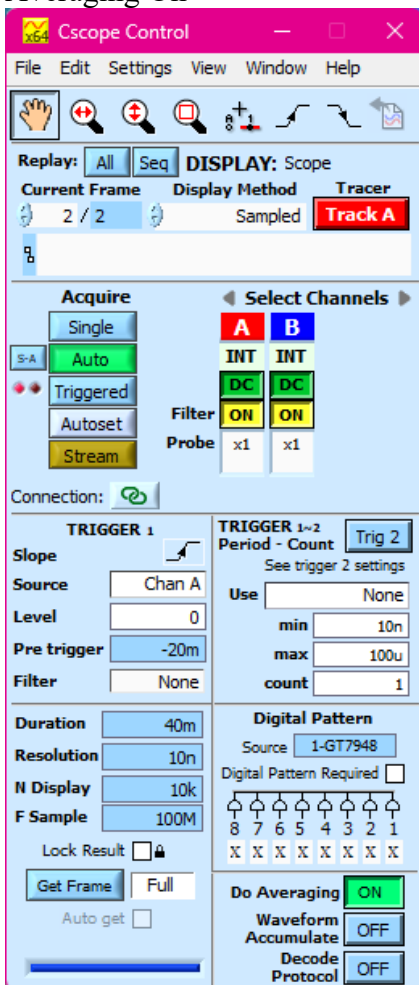 Averaging On
x64 Cscope Control
File Edit Settings View Window Help
Replay: All Seq DISPLAY: Scope
Current Frame Display Method Tracer
2 / 2 Sampled Track A
Acquire Select Channels
Single A B
INT INT
S-A Auto DC DC
Triggered Filter ON ON
Autoset Probe x1 x1
Stream
Connection:
TRIGGER 1
Slope
Source Chan A
Level 0
Pre trigger -20m
Filter None
TRIGGER 1~2
Period - Count Trig 2
See trigger 2 settings
Use None
min 10n
max 100u
count 1
Duration 40m
Resolution 10n
N Display 10k
F Sample 100M
Lock Result
Get Frame Full
Auto get
Digital Pattern
Source 1-GT7948
Digital Pattern Required
8 7 6 5 4 3 2 1
X X X X X X X X
Do Averaging ON
Waveform
Accumulate OFF
Decode
Protocol OFF